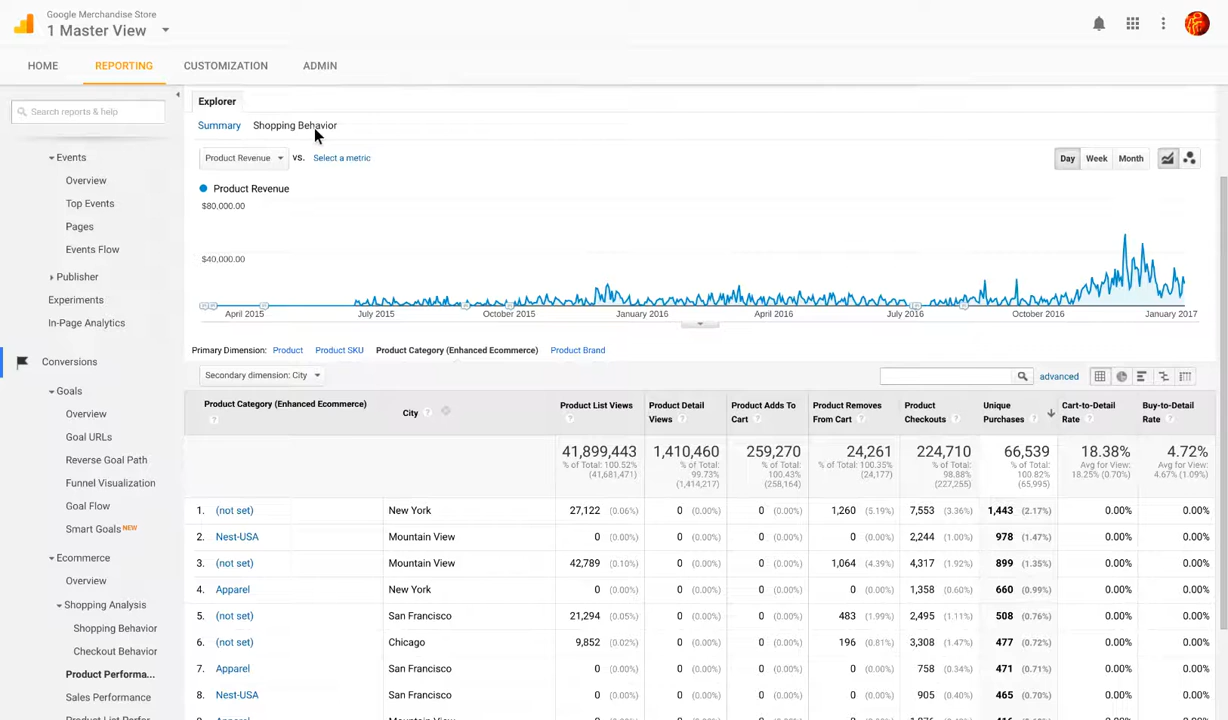 Google Merchandise Store
1 Master View
HOME REPORTING CUSTOMIZATION ADMIN
Search reports & help
Events
Overview
Top Events
Pages
Events Flow
Publisher
Experiments
In-Page Analytics
Conversions
Goals
Overview
Goal URLs
Reverse Goal Path
Funnel Visualization
Goal Flow
Smart Goals NEW
Ecommerce
Overview
Shopping Analysis
Shopping Behavior
Checkout Behavior
Product Performa...
Sales Performance
Explorer
Summary Shopping Behavior
Product Revenue vs. Select a metric
Day Week Month
Product Revenue
$80,000.00
$40,000.00
April 2015 July 2015 October 2015 January 2016 April 2016 July 2016 October 2016 January 2017
Primary Dimension: Product Product SKU Product Category (Enhanced Ecommerce) Product Brand
Secondary dimension: City
advanced
Product Category (Enhanced Ecommerce) ? City ? Product List Views ? Product Detail Views ? Product Adds To Cart ? Product Removes From Cart ? Product Checkouts ? Unique Purchases ? Cart-to-Detail Rate ? Buy-to-Detail Rate ?
41,899,443 1,410,460 259,270 24,261 224,710 66,539 18.38% 4.72%
% of Total: 100.52% (41,681,471) % of Total: 99.73% (1,414,217) % of Total: 100.43% (258,164) % of Total: 100.35% (24,177) % of Total: 98.88% (227,255) % of Total: 100.82% (65,995) Avg for View: 18.25% (0.70%) Avg for View: 4.67% (1.09%)
1. (not set) New York 27,122 (0.06%) 0 (0.00%) 0 (0.00%) 1,260 (5.19%) 7,553 (3.36%) 1,443 (2.17%) 0.00% 0.00%
2. Nest-USA Mountain View 0 (0.00%) 0 (0.00%) 0 (0.00%) 0 (0.00%) 2,244 (1.00%) 978 (1.47%) 0.00% 0.00%
3. (not set) Mountain View 42,789 (0.10%) 0 (0.00%) 0 (0.00%) 1,064 (4.39%) 4,317 (1.92%) 899 (1.35%) 0.00% 0.00%
4. Apparel New York 0 (0.00%) 0 (0.00%) 0 (0.00%) 0 (0.00%) 1,358 (0.60%) 660 (0.99%) 0.00% 0.00%
5. (not set) San Francisco 21,294 (0.05%) 0 (0.00%) 0 (0.00%) 483 (1.99%) 2,495 (1.11%) 508 (0.76%) 0.00% 0.00%
6. (not set) Chicago 9,852 (0.02%) 0 (0.00%) 0 (0.00%) 196 (0.81%) 3,308 (1.47%) 477 (0.72%) 0.00% 0.00%
7. Apparel San Francisco 0 (0.00%) 0 (0.00%) 0 (0.00%) 0 (0.00%) 758 (0.34%) 471 (0.71%) 0.00% 0.00%
8. Nest-USA San Francisco 0 (0.00%) 0 (0.00%) 0 (0.00%) 0 (0.00%) 905 (0.40%) 465 (0.70%) 0.00% 0.00%